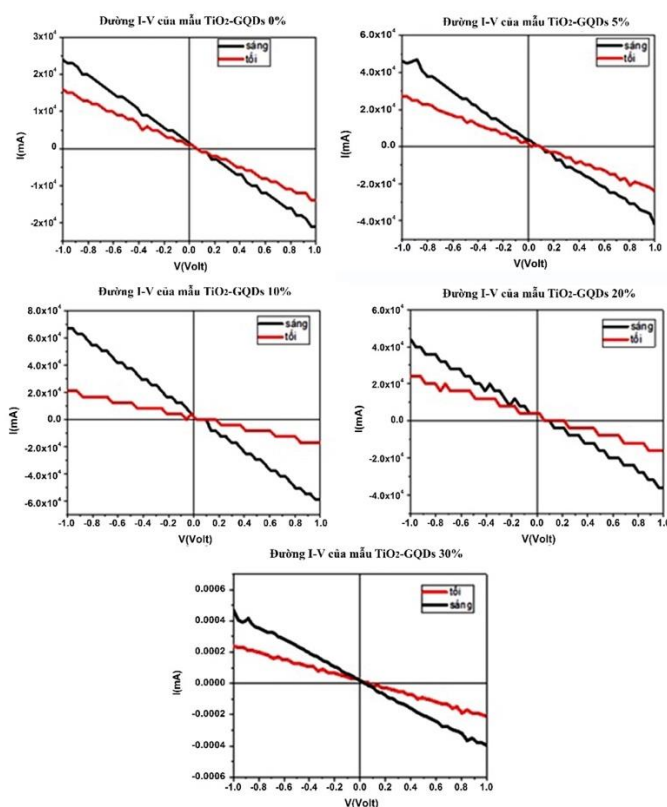 Đường I-V của mẫu TiO₂-GQDs 0%
3x10⁴
2x10⁴
1x10⁴
0.0
-1x10⁴
-2x10⁴
I(mA)
sáng
tối
-1.0 -0.8 -0.6 -0.4 -0.2 0.0 0.2 0.4 0.6 0.8 1.0
V(Volt)
Đường I-V của mẫu TiO₂-GQDs 5%
6.0x10⁴
4.0x10⁴
2.0x10⁴
0.0
-2.0x10⁴
-4.0x10⁴
I(mA)
sáng
tối
-1.0 -0.8 -0.6 -0.4 -0.2 0.0 0.2 0.4 0.6 0.8 1.0
V(Volt)
Đường I-V của mẫu TiO₂-GQDs 10%
8.0x10⁴
6.0x10⁴
4.0x10⁴
2.0x10⁴
0.0
-2.0x10⁴
-4.0x10⁴
-6.0x10⁴
I(mA)
sáng
tối
-1.0 -0.8 -0.6 -0.4 -0.2 0.0 0.2 0.4 0.6 0.8 1.0
V(Volt)
Đường I-V của mẫu TiO₂-GQDs 20%
6.0x10⁴
4.0x10⁴
2.0x10⁴
0.0
-2.0x10⁴
-4.0x10⁴
I(mA)
sáng
tối
-1.0 -0.8 -0.6 -0.4 -0.2 0.0 0.2 0.4 0.6 0.8 1.0
V(Volt)
Đường I-V của mẫu TiO₂-GQDs 30%
0.0006
0.0004
0.0002
0.0000
-0.0002
-0.0004
-0.0006
I(mA)
tối
sáng
-1.0 -0.8 -0.6 -0.4 -0.2 0.0 0.2 0.4 0.6 0.8 1.0
V(Volt)